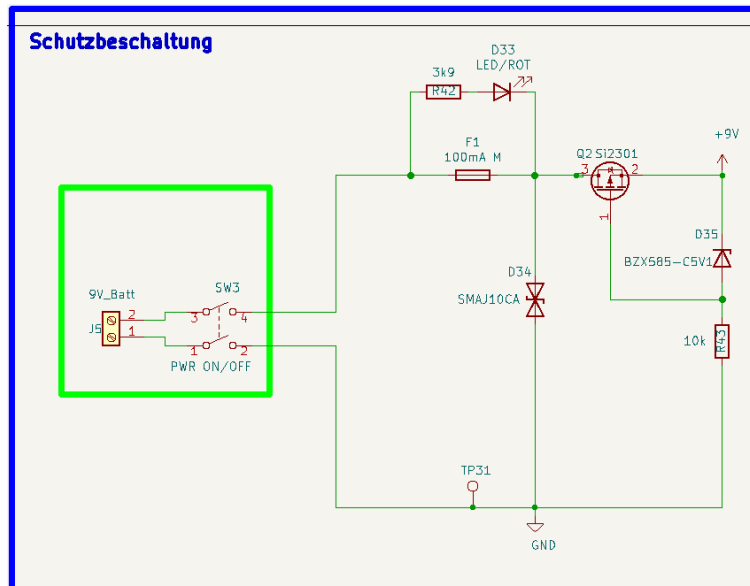 Schutzbeschaltung
D33
LED/ROT
3k9
R42
F1
100mA M
Q2 Si2301
3
2
1
+9V
D35
BZX585-C5V1
D34
SMAJ10CA
9V_Batt
SW3
J5
2
1
3
4
1
2
PWR ON/OFF
10k
R43
TP31
GND